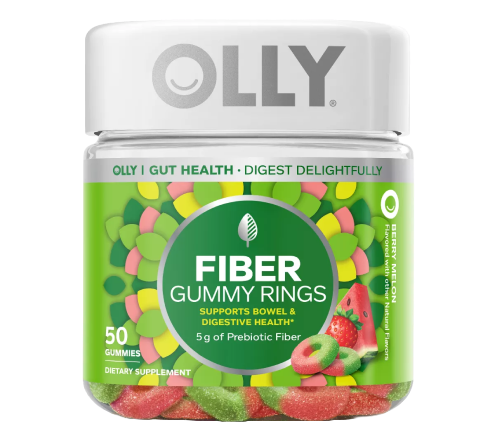 OLLY®
OLLY | GUT HEALTH • DIGEST DELIGHTFULLY
FIBER
GUMMY RINGS
SUPPORTS BOWEL &
DIGESTIVE HEALTH*
5 g of Prebiotic Fiber
50
GUMMIES
DIETARY SUPPLEMENT
BERRY MELON
Flavored with other Natural Flavors